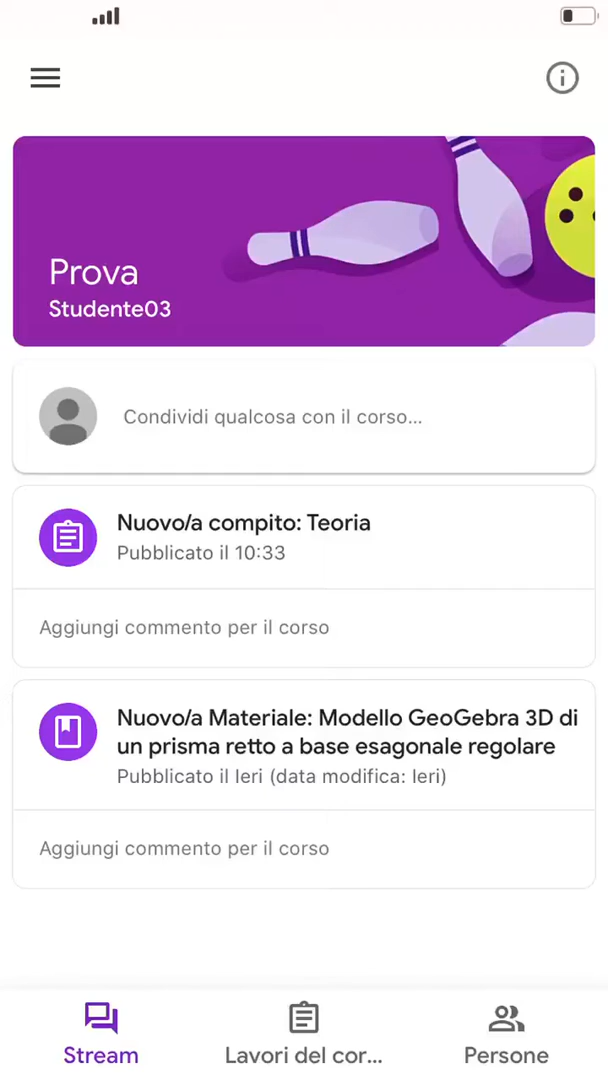 Prova
Studente03
Condividi qualcosa con il corso...
Nuovo/a compito: Teoria
Pubblicato il 10:33
Aggiungi commento per il corso
Nuovo/a Materiale: Modello GeoGebra 3D di
un prisma retto a base esagonale regolare
Pubblicato il Ieri (data modifica: Ieri)
Aggiungi commento per il corso
Stream
Lavori del cor...
Persone